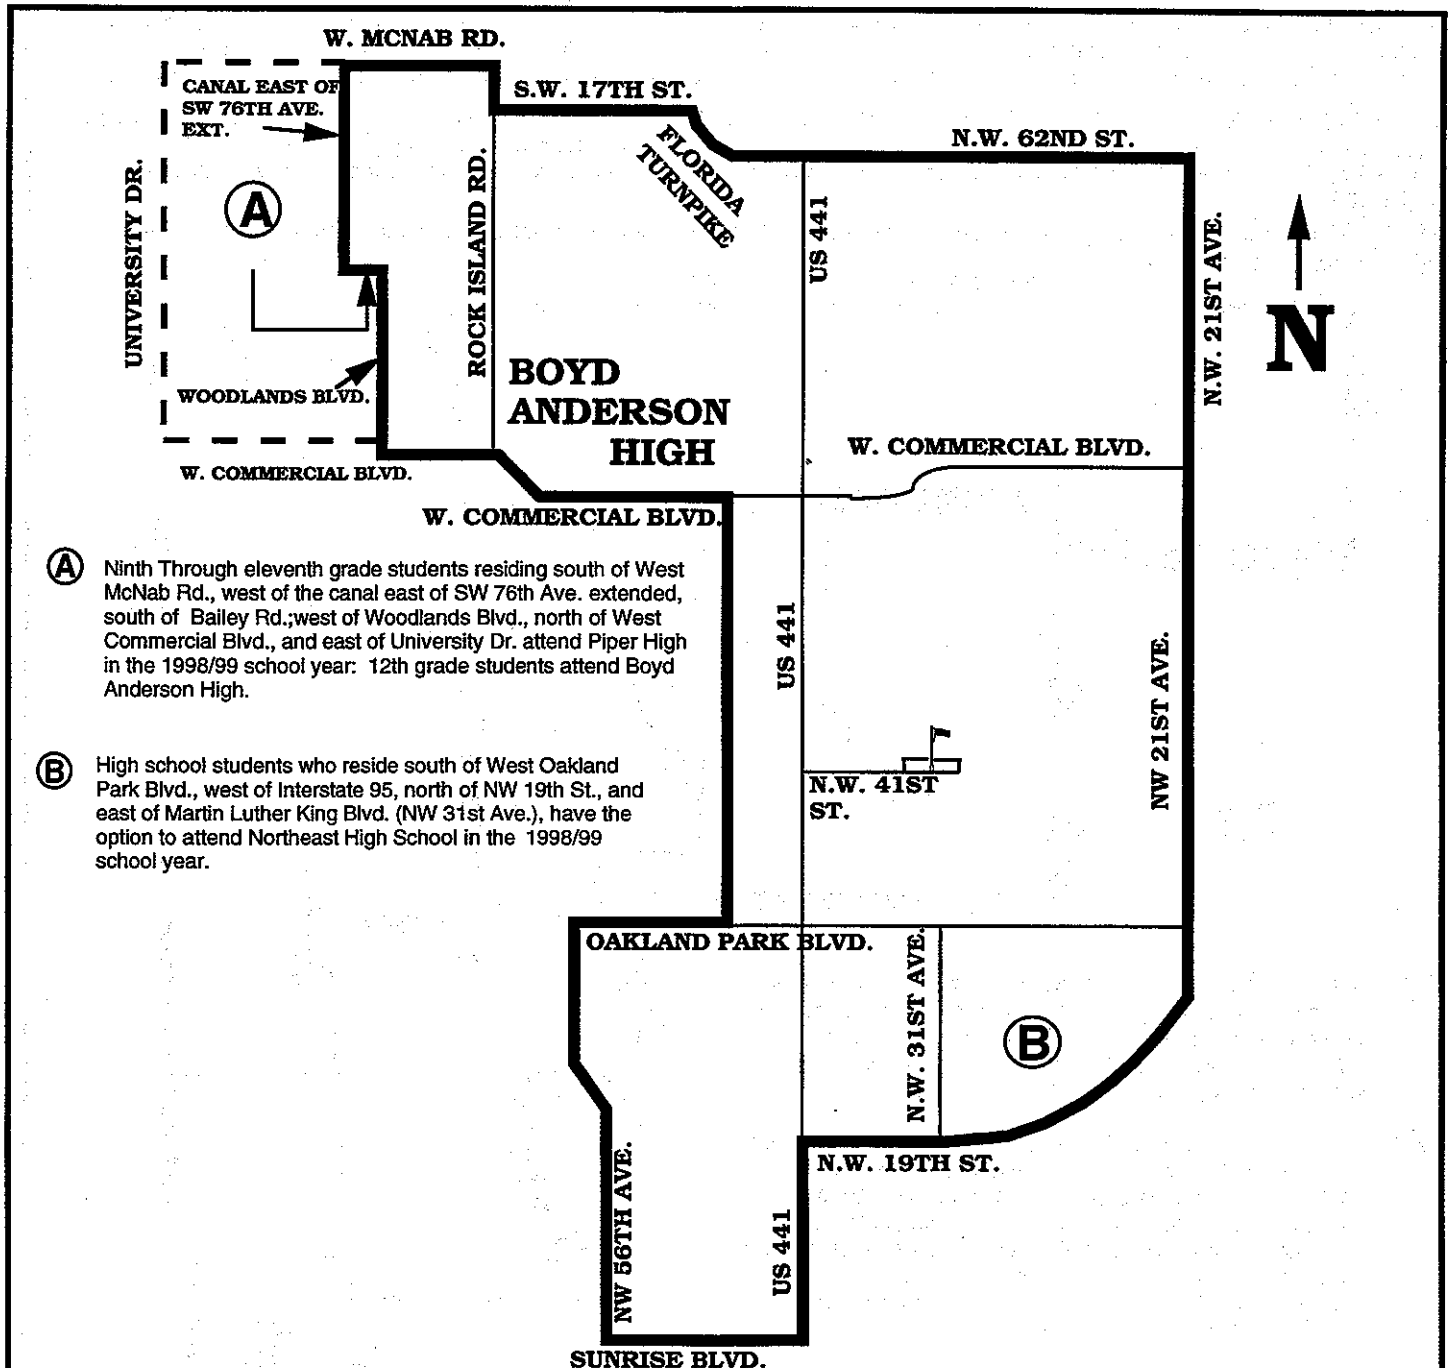 W. MCNAB RD.
CANAL EAST OF
SW 76TH AVE.
EXT.
S.W. 17TH ST.
FLORIDA
TURNPIKE
N.W. 62ND ST.
UNIVERSITY DR.
A
ROCK ISLAND RD.
US 441
N.W. 21ST AVE.
N
BOYD
ANDERSON
HIGH
WOODLANDS BLVD.
W. COMMERCIAL BLVD.
W. COMMERCIAL BLVD.
W. COMMERCIAL BLVD.
A
Ninth Through eleventh grade students residing south of West
McNab Rd., west of the canal east of SW 76th Ave. extended,
south of Bailey Rd.;west of Woodlands Blvd., north of West
Commercial Blvd., and east of University Dr. attend Piper High
in the 1998/99 school year: 12th grade students attend Boyd
Anderson High.
US 441
NW 21ST AVE.
B
High school students who reside south of West Oakland
Park Blvd., west of Interstate 95, north of NW 19th St., and
east of Martin Luther King Blvd. (NW 31st Ave.), have the
option to attend Northeast High School in the 1998/99
school year.
N.W. 41ST
ST.
OAKLAND PARK BLVD.
N.W. 31ST AVE.
B
N.W. 19TH ST.
NW 56TH AVE.
US 441
SUNRISE BLVD.